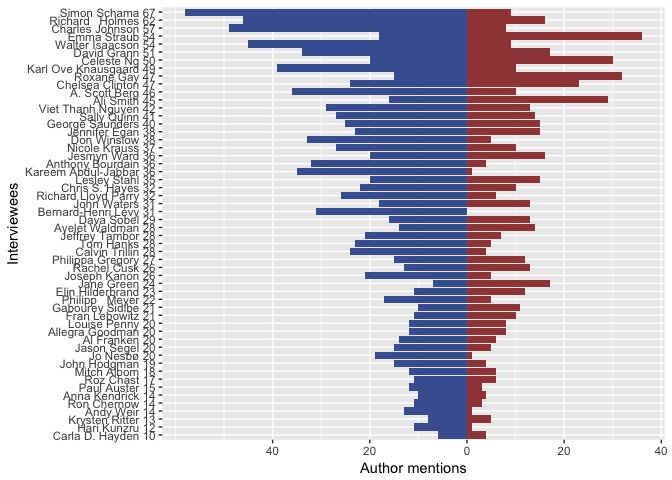 Simon Schama 67
Richard Holmes 62
Charles Johnson 57
Emma Straub 54
Walter Isaacson 54
David Grann 51
Celeste Ng 50
Karl Ove Knausgaard 49
Roxane Gay 47
Chelsea Clinton 47
A. Scott Berg 46
Ali Smith 45
Viet Thanh Nguyen 42
Sally Quinn 41
George Saunders 40
Jennifer Egan 38
Don Winslow 38
Nicole Krauss 37
Jesmyn Ward 36
Anthony Bourdain 36
Kareem Abdul-Jabbar 36
Lesley Stahl 35
Chris S. Hayes 32
Richard Lloyd Parry 32
John Waters 31
Bernard-Henri Lévy 31
Dava Sobel 29
Ayelet Waldman 28
Jeffrey Tambor 28
Tom Hanks 28
Calvin Trillin 28
Philippa Gregory 27
Rachel Cusk 26
Joseph Kanon 26
Jane Green 24
Elin Hilderbrand 23
Philipp Meyer 22
Gabourey Sidibe 21
Fran Lebowitz 21
Louise Penny 20
Allegra Goodman 20
Al Franken 20
Jason Segel 20
Jo Nesbø 20
John Hodgman 19
Mitch Albom 18
Roz Chast 17
Paul Auster 15
Anna Kendrick 14
Ron Chernow 14
Andy Weir 14
Krysten Ritter 13
Hari Kunzru 12
Carla D. Hayden 10
Interviewees
40 20 0 20 40
Author mentions